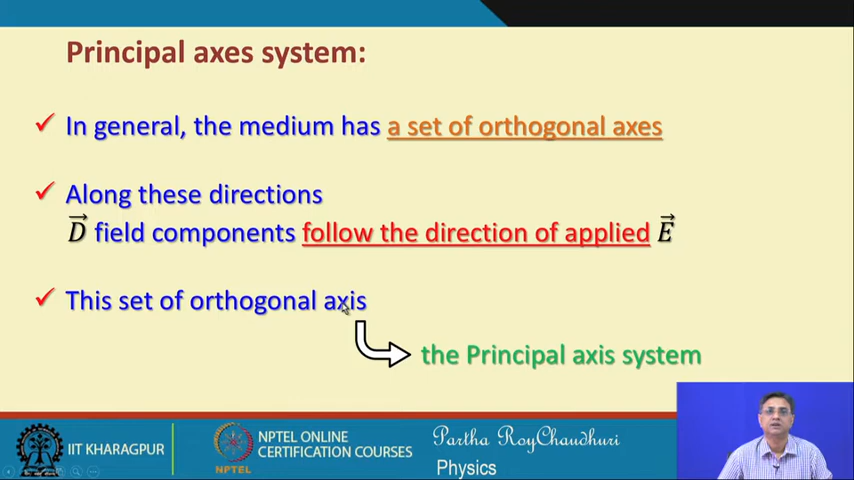 Principal axes system:
In general, the medium has a set of orthogonal axes
Along these directions
D⃗ field components follow the direction of applied E⃗
This set of orthogonal axis
the Principal axis system
IIT KHARAGPUR
NPTEL
NPTEL ONLINE
CERTIFICATION COURSES
Partha RoyChaudhuri
Physics